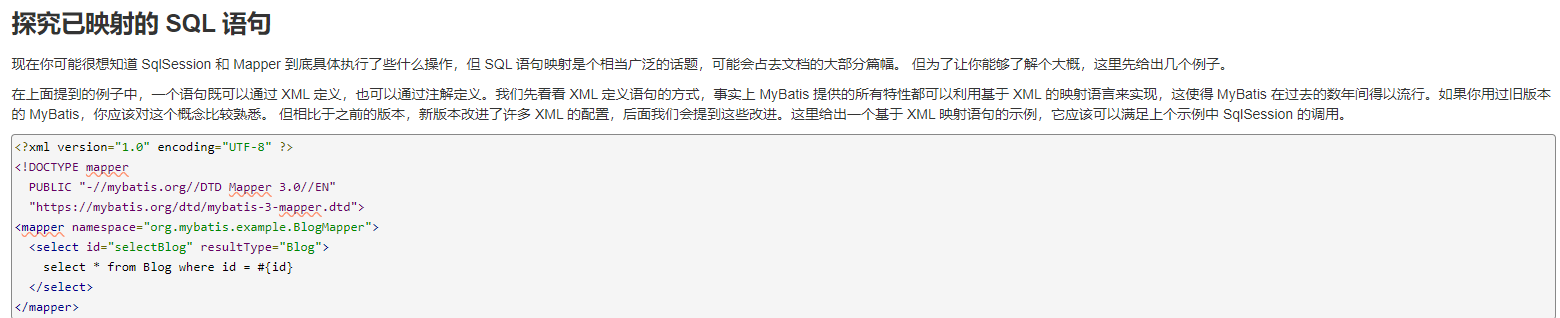 探究已映射的 SQL 语句
现在你可能很想知道 SqlSession 和 Mapper 到底具体执行了些什么操作，但 SQL 语句映射是个相当广泛的话题，可能会占去文档的大部分篇幅。 但为了让你能够了解个大概，这里先给出几个例子。
在上面提到的例子中，一个语句既可以通过 XML 定义，也可以通过注解定义。我们先看看 XML 定义语句的方式，事实上 MyBatis 提供的所有特性都可以利用基于 XML 的映射语言来实现，这使得 MyBatis 在过去的数年间得以流行。如果你用过旧版本
的 MyBatis，你应该对这个概念比较熟悉。 但相比于之前的版本，新版本改进了许多 XML 的配置，后面我们会提到这些改进。这里给出一个基于 XML 映射语句的示例，它应该可以满足上个示例中 SqlSession 的调用。
<?xml version="1.0" encoding="UTF-8" ?>
<!DOCTYPE mapper
  PUBLIC "-//mybatis.org//DTD Mapper 3.0//EN"
  "https://mybatis.org/dtd/mybatis-3-mapper.dtd">
<mapper namespace="org.mybatis.example.BlogMapper">
  <select id="selectBlog" resultType="Blog">
    select * from Blog where id = #{id}
  </select>
</mapper>